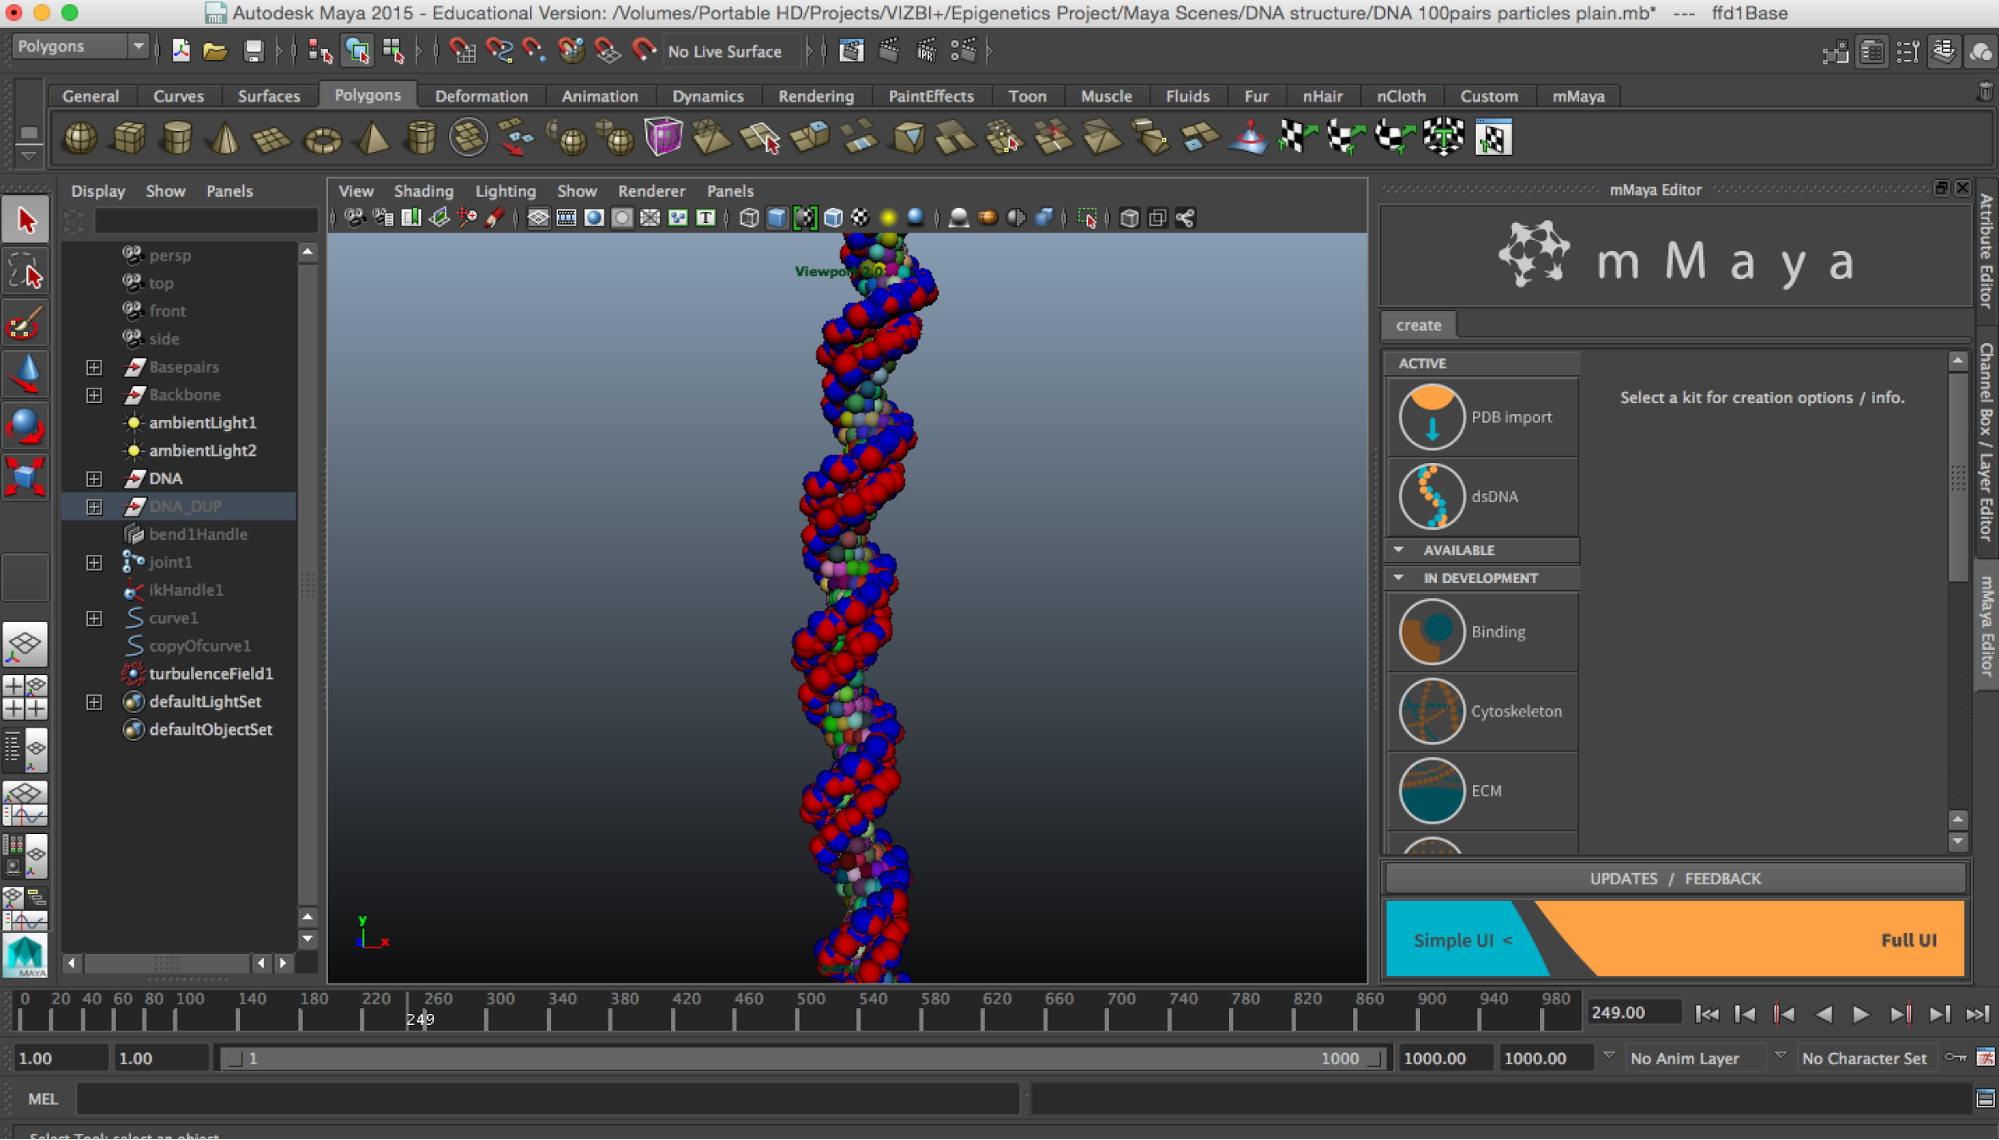 Autodesk Maya 2015 - Educational Version: /Volumes/Portable HD/Projects/VIZBI+/Epigenetics Project/Maya Scenes/DNA structure/DNA 100pairs particles plain.mb* --- ffd1Base
Polygons
No Live Surface
General Curves Surfaces Polygons Deformation Animation Dynamics Rendering PaintEffects Toon Muscle Fluids Fur nHair nCloth Custom mMaya
Display Show Panels
persp
top
front
side
Basepairs
Backbone
ambientLight1
ambientLight2
DNA
DNA_DUP
bend1Handle
joint1
ikHandle1
curve1
copyOfcurve1
turbulenceField1
defaultLightSet
defaultObjectSet
MAYA
View Shading Lighting Show Renderer Panels
Viewport 2.0
y
x
mMaya Editor
mMaya
create
ACTIVE
PDB import
dsDNA
AVAILABLE
IN DEVELOPMENT
Binding
Cytoskeleton
ECM
Select a kit for creation options / info.
UPDATES / FEEDBACK
Simple UI <
Full UI
Attribute Editor
Channel Box / Layer Editor
mMaya Editor
0 20 40 60 80 100 140 180 220 260 300 340 380 420 460 500 540 580 620 660 700 740 780 820 860 900 940 980
249
249.00
1.00 1.00 1 1000 1000.00 1000.00 No Anim Layer No Character Set
MEL
Select Tool: select an object